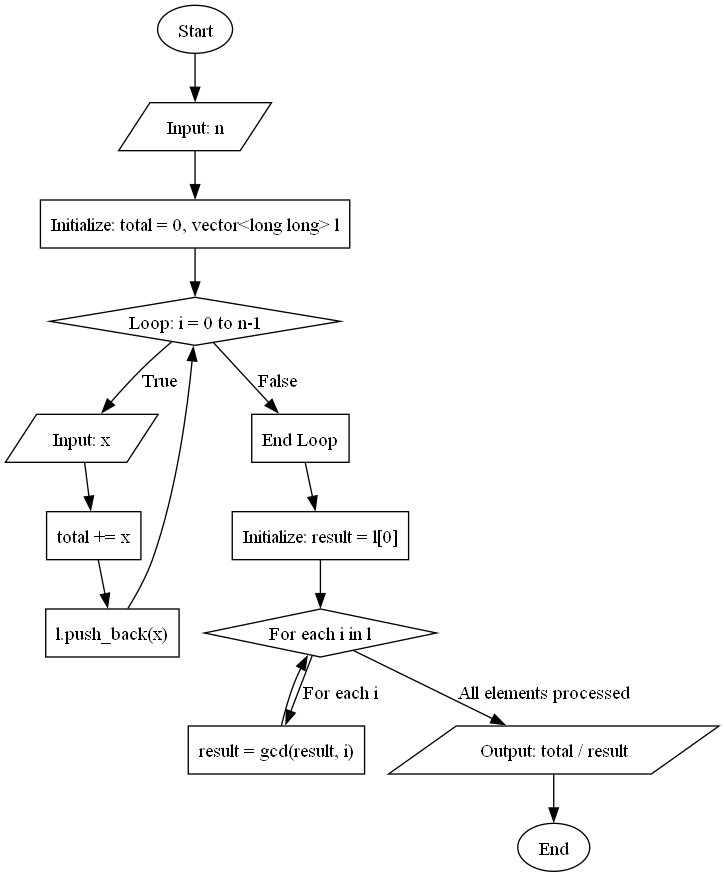 Start
Input: n
Initialize: total = 0, vector<long long> l
Loop: i = 0 to n-1
True
False
Input: x
End Loop
total += x
Initialize: result = l[0]
l.push_back(x)
For each i in l
For each i
All elements processed
result = gcd(result, i)
Output: total / result
End